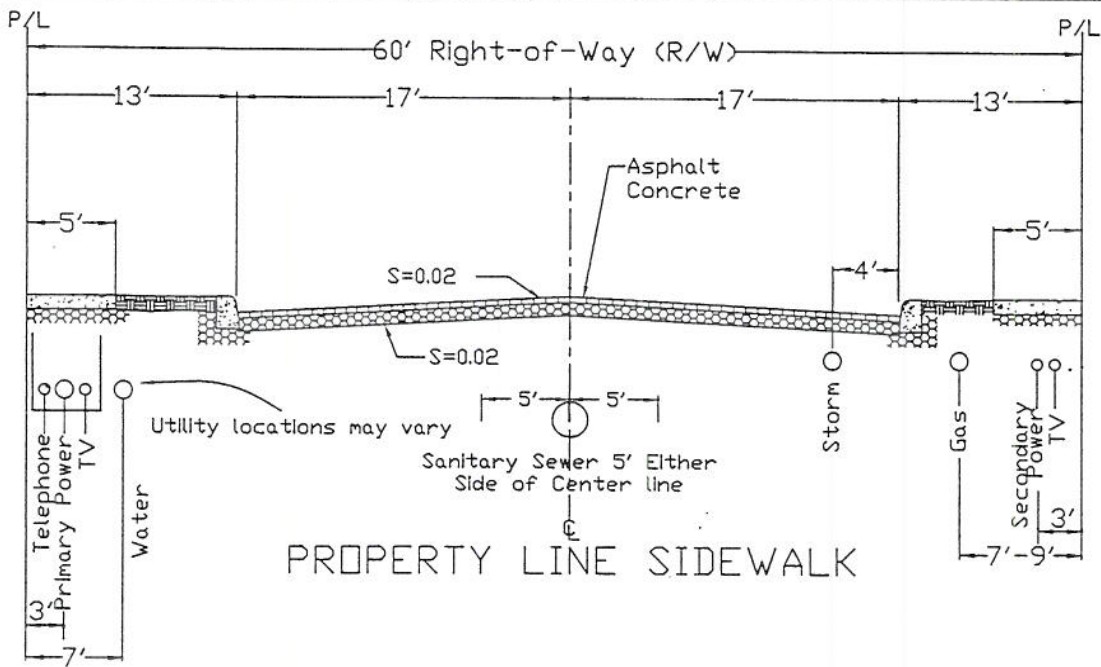 P/L
P/L
60' Right-of-Way (R/W)
13'
17'
17'
13'
Asphalt
Concrete
5'
5'
4'
S=0.02
S=0.02
5'
5'
Utility locations may vary
Sanitary Sewer 5' Either
Side of Center line
Telephone
Primary Power
TV
Water
Storm
Gas
Secondary
Power
TV
3'
7'-9'
CL
PROPERTY LINE SIDEWALK
3'
7'